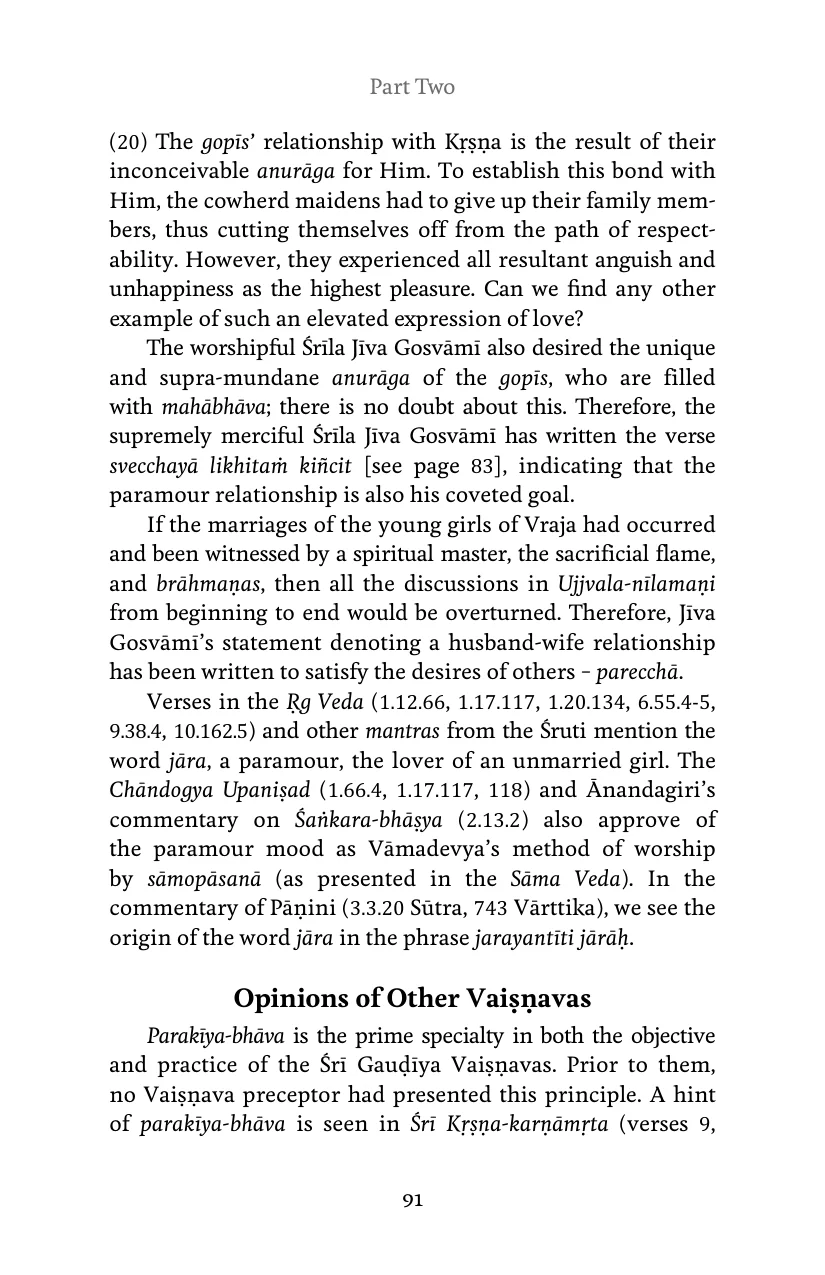 Part Two
(20) The gopīs’ relationship with Kṛṣṇa is the result of their
inconceivable anurāga for Him. To establish this bond with
Him, the cowherd maidens had to give up their family mem-
bers, thus cutting themselves off from the path of respect-
ability. However, they experienced all resultant anguish and
unhappiness as the highest pleasure. Can we find any other
example of such an elevated expression of love?
The worshipful Śrīla Jīva Gosvāmī also desired the unique
and supra-mundane anurāga of the gopīs, who are filled
with mahābhāva; there is no doubt about this. Therefore, the
supremely merciful Śrīla Jīva Gosvāmī has written the verse
svecchayā likhitaṁ kiñcit [see page 83], indicating that the
paramour relationship is also his coveted goal.
If the marriages of the young girls of Vraja had occurred
and been witnessed by a spiritual master, the sacrificial flame,
and brāhmaṇas, then all the discussions in Ujjvala-nīlamaṇi
from beginning to end would be overturned. Therefore, Jīva
Gosvāmī’s statement denoting a husband-wife relationship
has been written to satisfy the desires of others – parecchā.
Verses in the Ṛg Veda (1.12.66, 1.17.117, 1.20.134, 6.55.4-5,
9.38.4, 10.162.5) and other mantras from the Śruti mention the
word jāra, a paramour, the lover of an unmarried girl. The
Chāndogya Upaniṣad (1.66.4, 1.17.117, 118) and Ānandagiri’s
commentary on Śaṅkara-bhāṣya (2.13.2) also approve of
the paramour mood as Vāmadevya’s method of worship
by sāmopāsanā (as presented in the Sāma Veda). In the
commentary of Pāṇini (3.3.20 Sūtra, 743 Vārttika), we see the
origin of the word jāra in the phrase jarayantīti jārāḥ.
Opinions of Other Vaiṣṇavas
Parakīya-bhāva is the prime specialty in both the objective
and practice of the Śrī Gauḍīya Vaiṣṇavas. Prior to them,
no Vaiṣṇava preceptor had presented this principle. A hint
of parakīya-bhāva is seen in Śrī Kṛṣṇa-karṇāmṛta (verses 9,
91